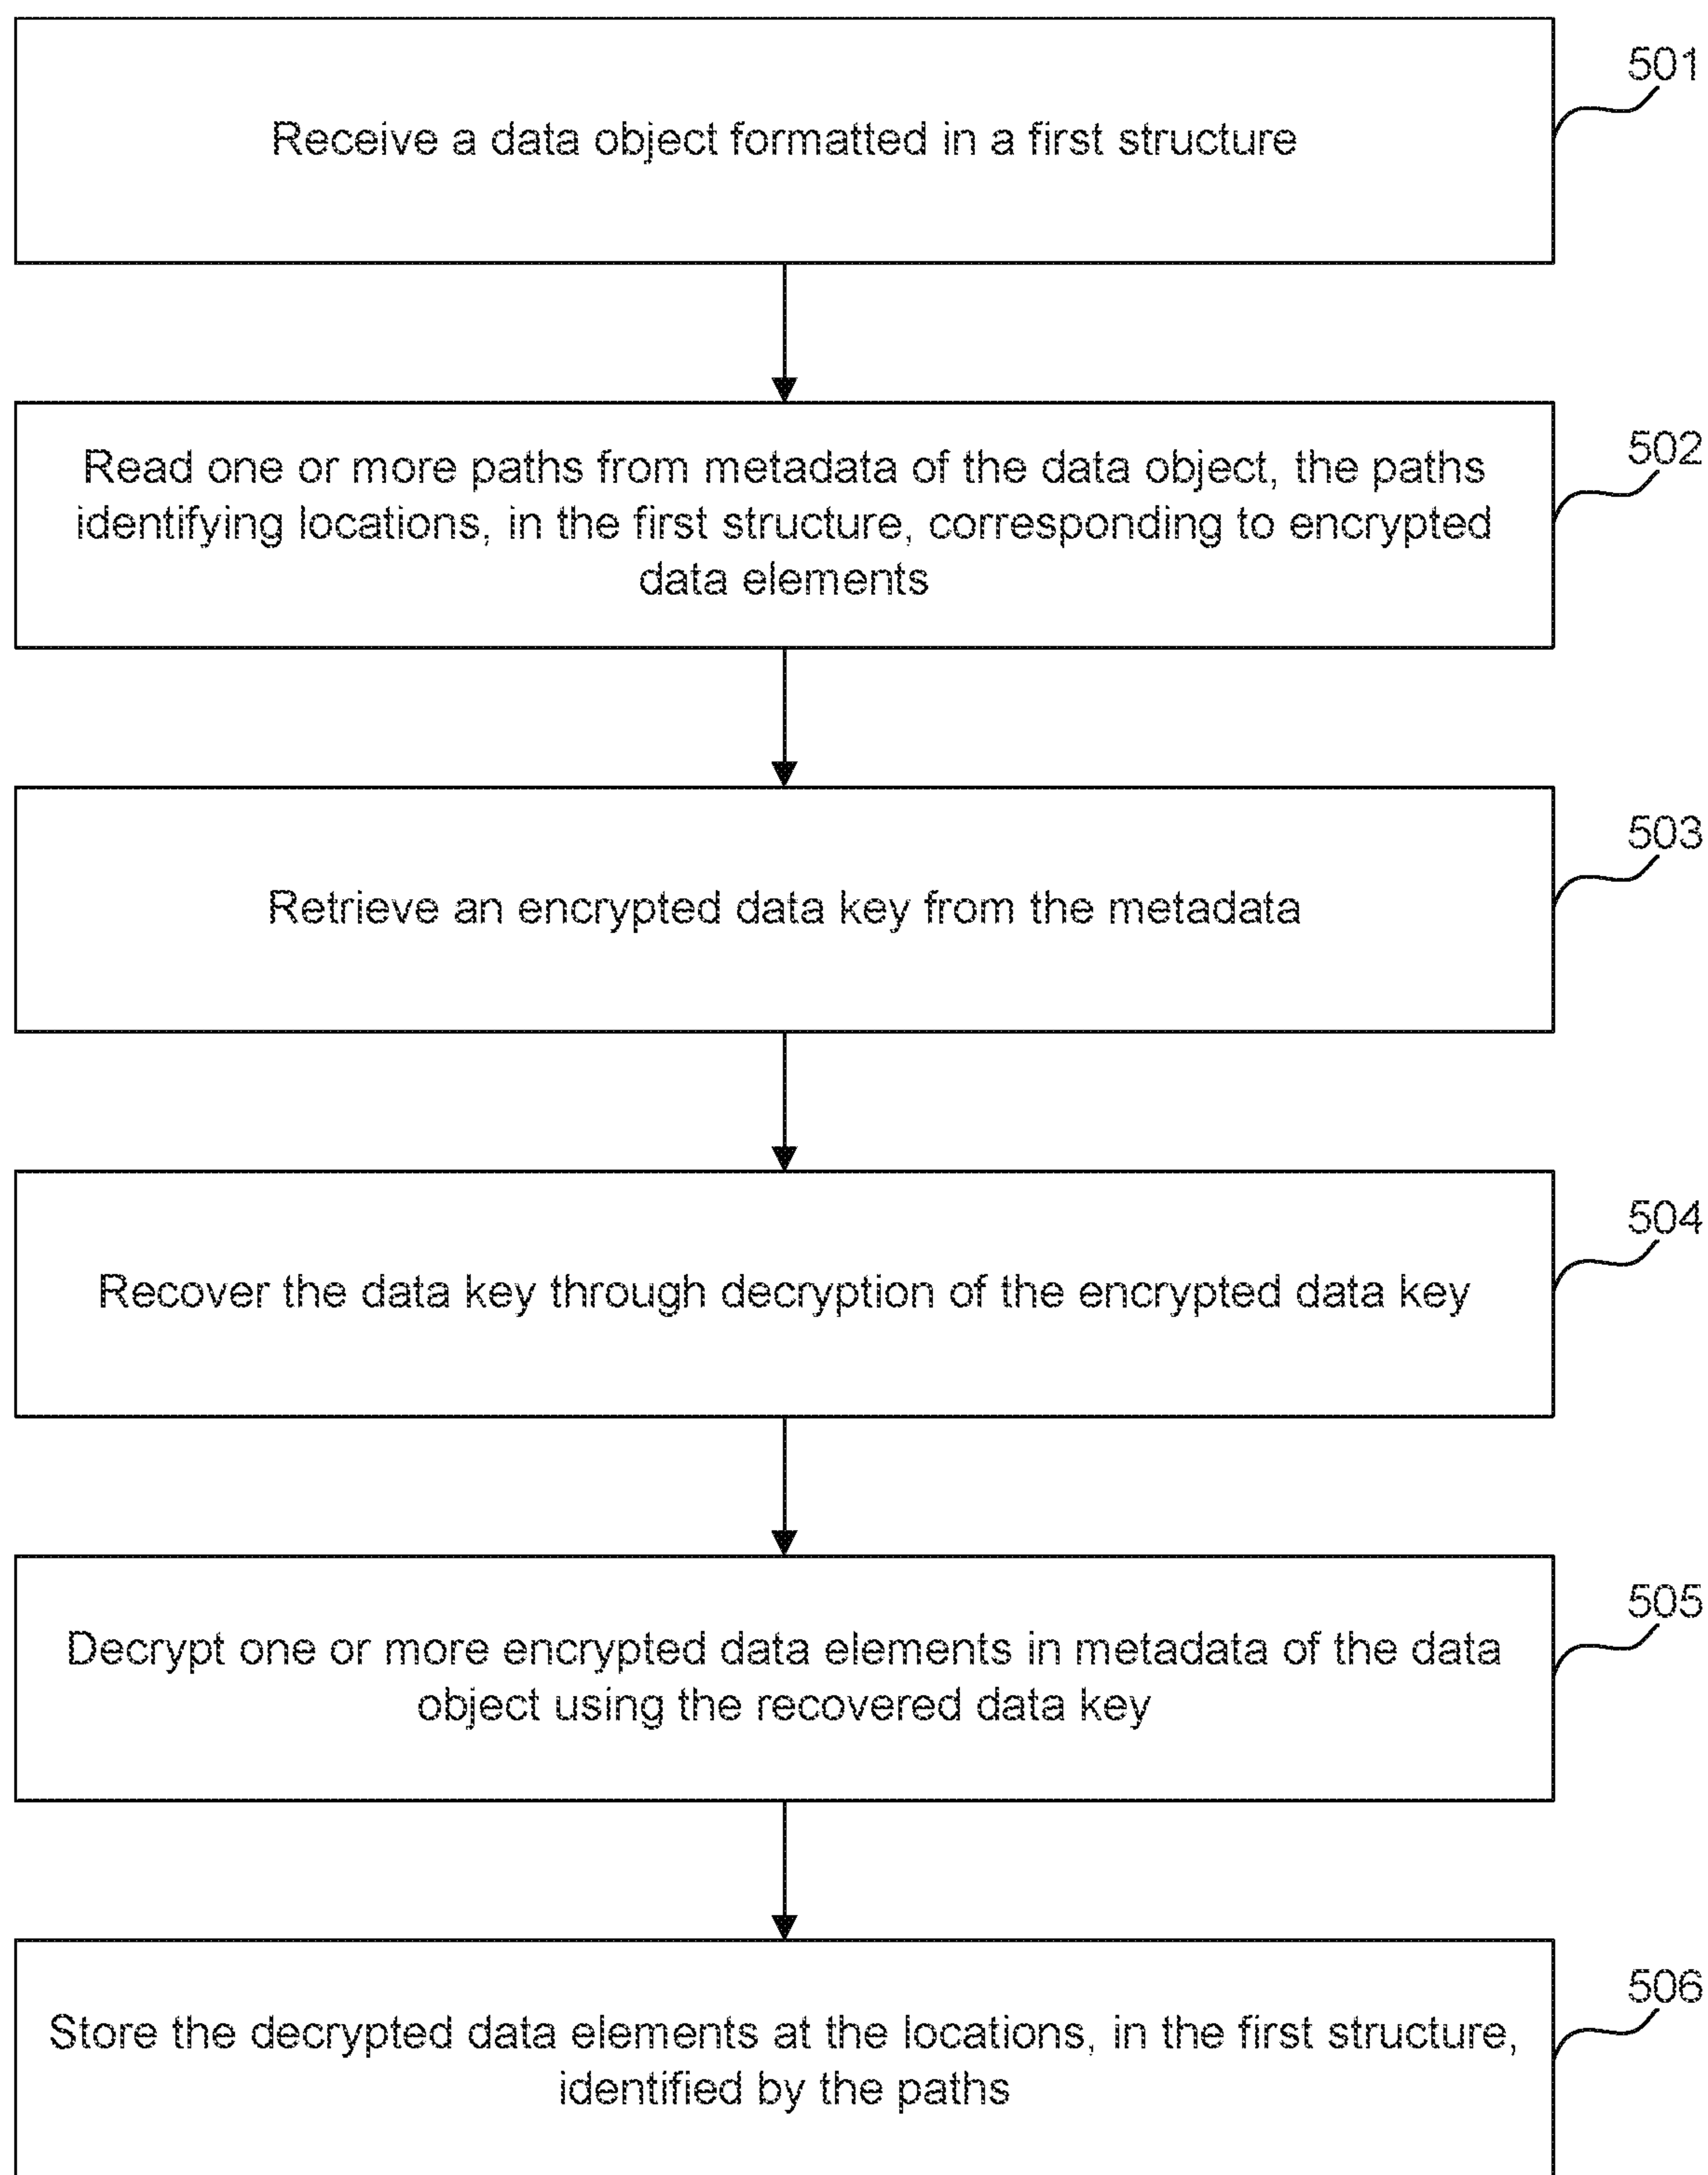 501
Receive a data object formatted in a first structure
502
Read one or more paths from metadata of the data object, the paths
identifying locations, in the first structure, corresponding to encrypted
data elements
503
Retrieve an encrypted data key from the metadata
504
Recover the data key through decryption of the encrypted data key
505
Decrypt one or more encrypted data elements in metadata of the data
object using the recovered data key
506
Store the decrypted data elements at the locations, in the first structure,
identified by the paths